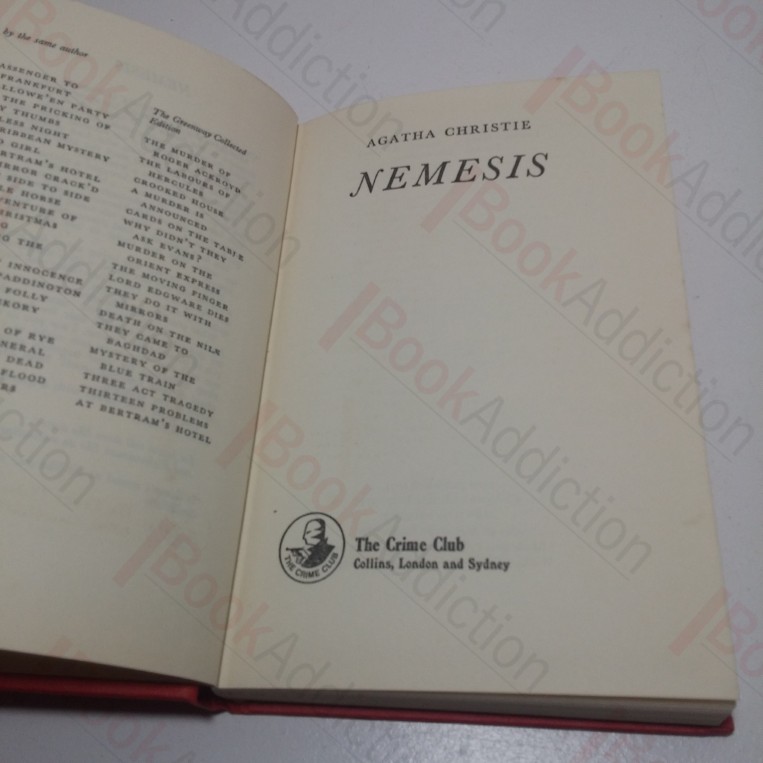 by the same author
ASSENGER TO
FRANKFURT
LLOWE'EN PARTY
THE PRICKING OF
Y THUMBS
LESS NIGHT
RIBBEAN MYSTERY
D GIRL
ERTRAM'S HOTEL
IRROR CRACK'D
SIDE TO SIDE
LE HORSE
VENTURE OF
CHRISTMAS
G THE
INNOCENCE
PADDINGTON
FOLLY
KORY
OF RYE
NERAL
DEAD
FLOOD
RS
The Greenway Collected
Edition
THE MURDER OF
ROGER ACKROYD
THE LABOURS OF
HERCULES
CROOKED HOUSE
A MURDER IS
ANNOUNCED
CARDS ON THE TABLE
WHY DIDN'T THEY
ASK EVANS?
MURDER ON THE
ORIENT EXPRESS
THE MOVING FINGER
LORD EDGWARE DIES
THEY DO IT WITH
MIRRORS
DEATH ON THE NILE
THEY CAME TO
BAGHDAD
MYSTERY OF THE
BLUE TRAIN
THREE ACT TRAGEDY
THIRTEEN PROBLEMS
AT BERTRAM'S HOTEL
AGATHA CHRISTIE
NEMESIS
THE CRIME CLUB
The Crime Club
Collins, London and Sydney
BookAddiction